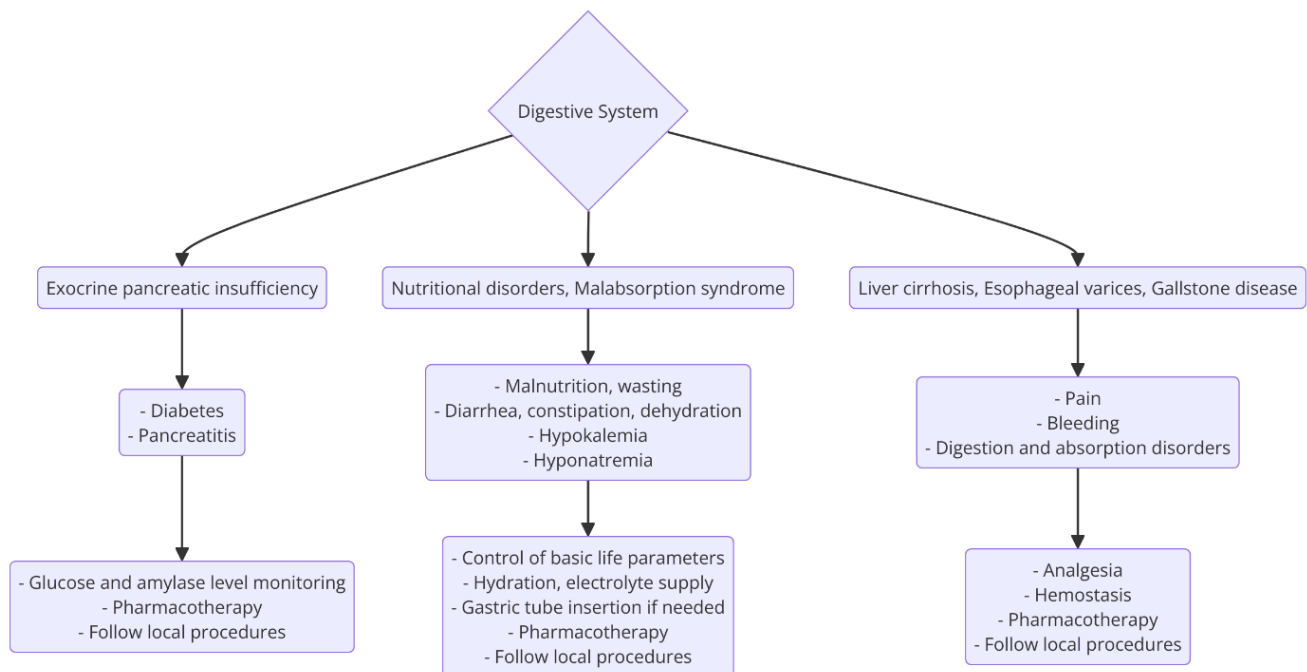 Digestive System
Exocrine pancreatic insufficiency
Nutritional disorders, Malabsorption syndrome
Liver cirrhosis, Esophageal varices, Gallstone disease
- Diabetes
- Pancreatitis
- Malnutrition, wasting
- Diarrhea, constipation, dehydration
- Hypokalemia
- Hyponatremia
- Pain
- Bleeding
- Digestion and absorption disorders
- Glucose and amylase level monitoring
- Pharmacotherapy
- Follow local procedures
- Control of basic life parameters
- Hydration, electrolyte supply
- Gastric tube insertion if needed
- Pharmacotherapy
- Follow local procedures
- Analgesia
- Hemostasis
- Pharmacotherapy
- Follow local procedures